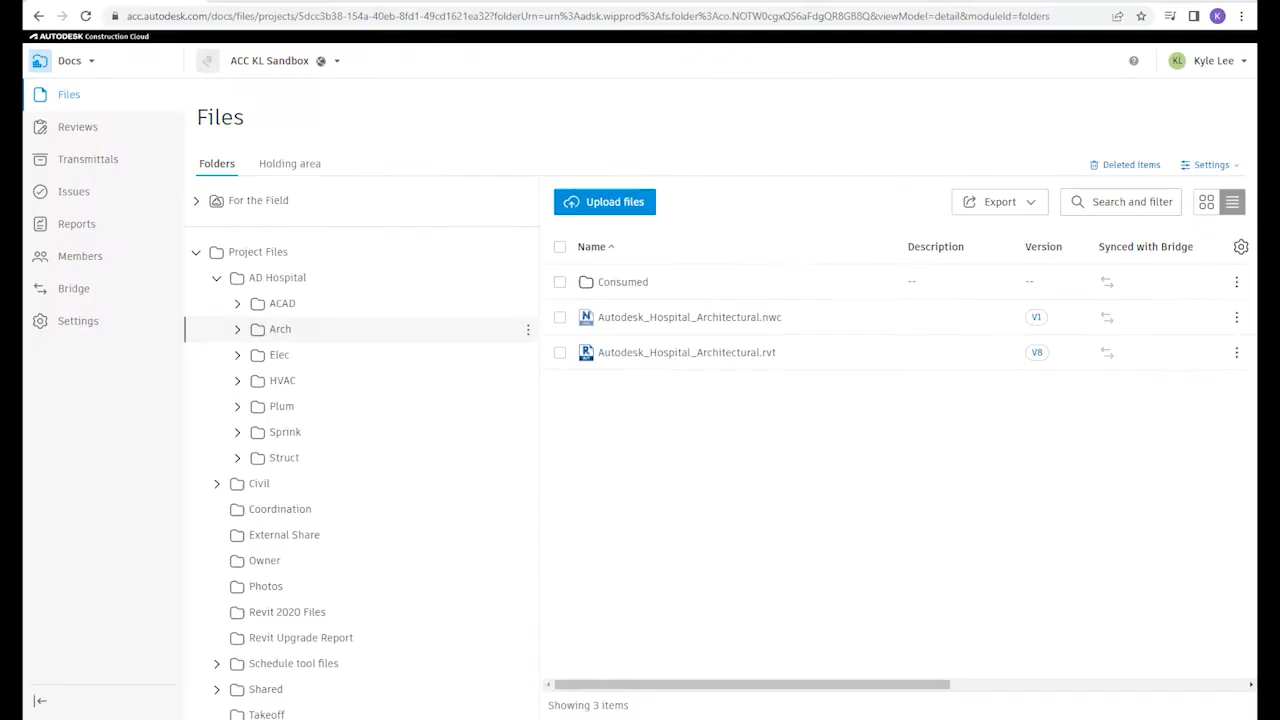 acc.autodesk.com/docs/files/projects/5dcc3b38-154a-40eb-8fd1-49cd1621ea32?folderUrn=urn%3Aadsk.wipprod%3Afs.folder%3Aco.NOTW0cgxQS6aFdgQR8GB8Q&viewModel=detail&moduleId=folders
K
AUTODESK Construction Cloud
Docs
ACC KL Sandbox
KL Kyle Lee
Files
Reviews
Transmittals
Issues
Reports
Members
Bridge
Settings
Files
Folders Holding area
Deleted items Settings
For the Field
Project Files
AD Hospital
ACAD
Arch
Elec
HVAC
Plum
Sprink
Struct
Civil
Coordination
External Share
Owner
Photos
Revit 2020 Files
Revit Upgrade Report
Schedule tool files
Shared
Takeoff
Upload files Export Search and filter
Name Description Version Synced with Bridge
Consumed -- --
Autodesk_Hospital_Architectural.nwc V1
Autodesk_Hospital_Architectural.rvt V8
Showing 3 items